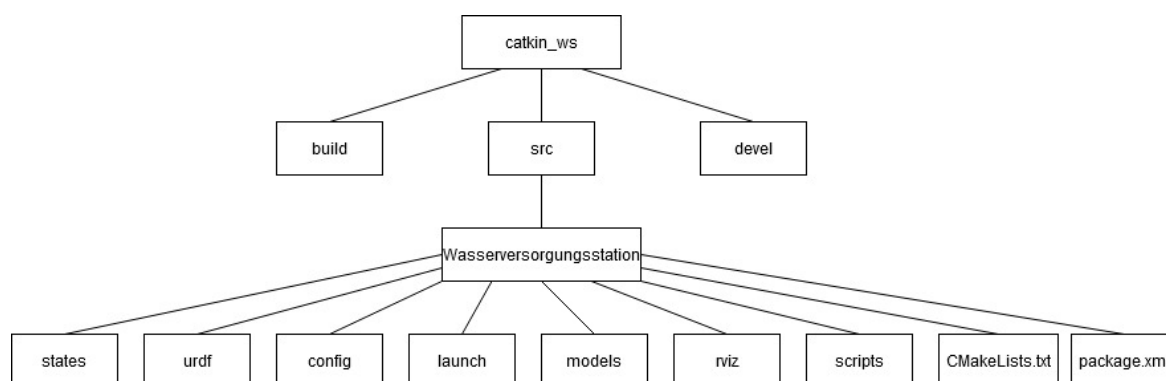 catkin_ws
build
src
devel
Wasserversorgungsstation
states
urdf
config
launch
models
rviz
scripts
CMakeLists.txt
package.xm